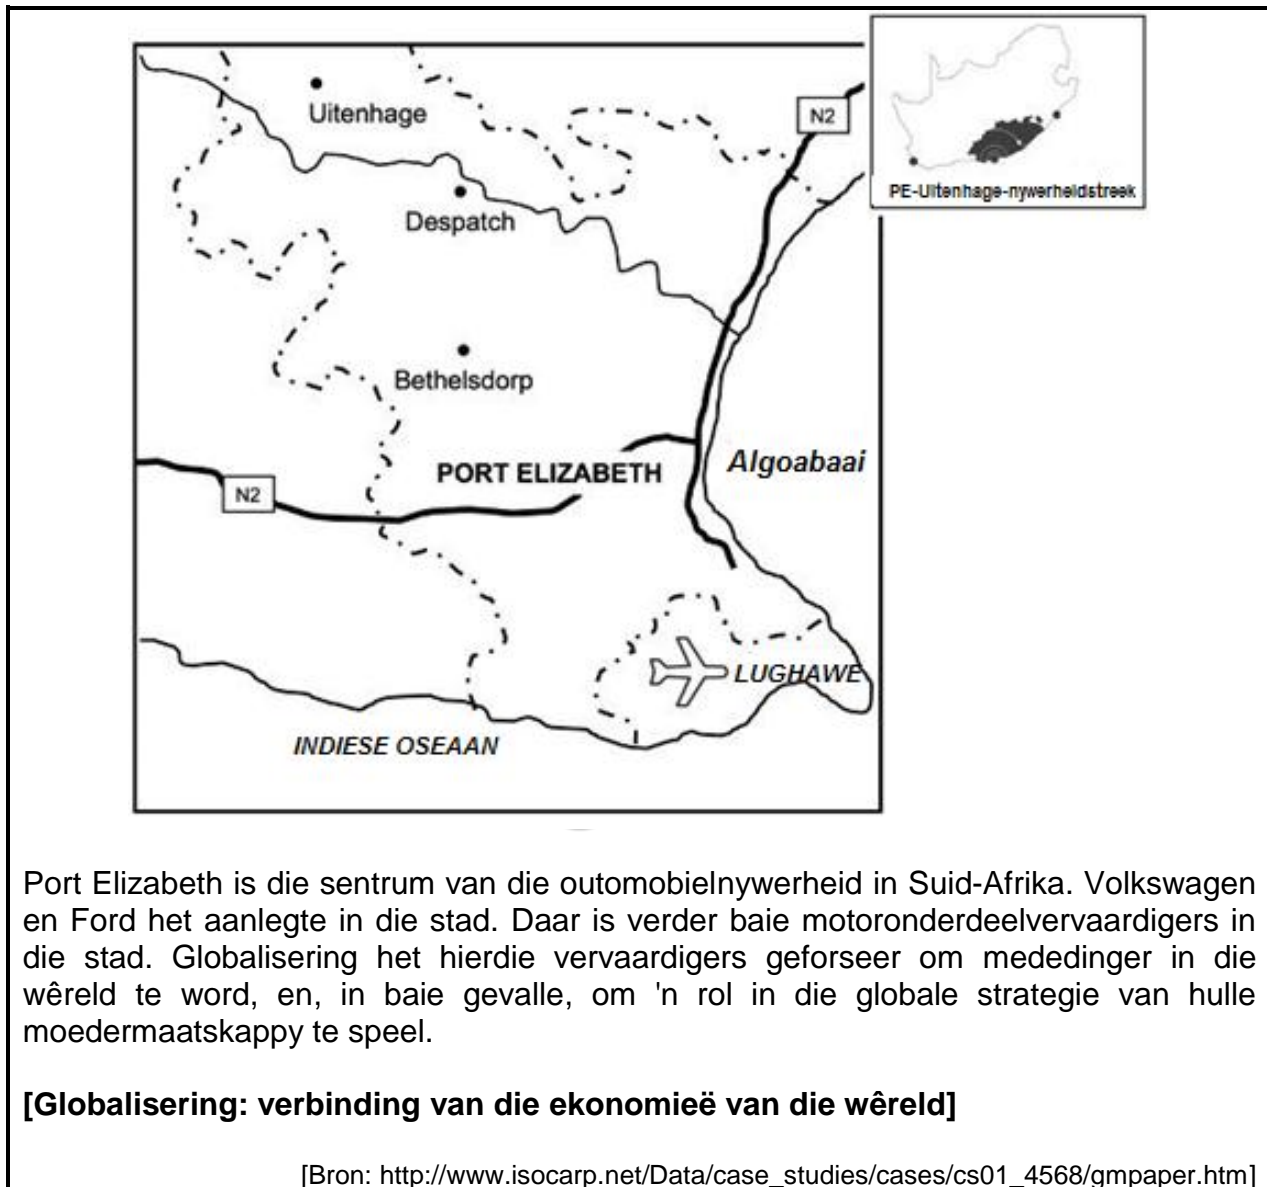 Uitenhage
N2
PE-Uitenhage-nywerheidstreek
Despatch
Bethelsdorp
PORT ELIZABETH
Algoabaai
N2
LUGHAWE
INDIESE OSEAAN
Port Elizabeth is die sentrum van die outomobielnywerheid in Suid-Afrika. Volkswagen
en Ford het aanlegte in die stad. Daar is verder baie motoronderdeelvervaardigers in
die stad. Globalisering het hierdie vervaardigers geforseer om mededinger in die
wêreld te word, en, in baie gevalle, om 'n rol in die globale strategie van hulle
moedermaatskappy te speel.
[Globalisering: verbinding van die ekonomieë van die wêreld]
[Bron: http://www.isocarp.net/Data/case_studies/cases/cs01_4568/gmpaper.htm]